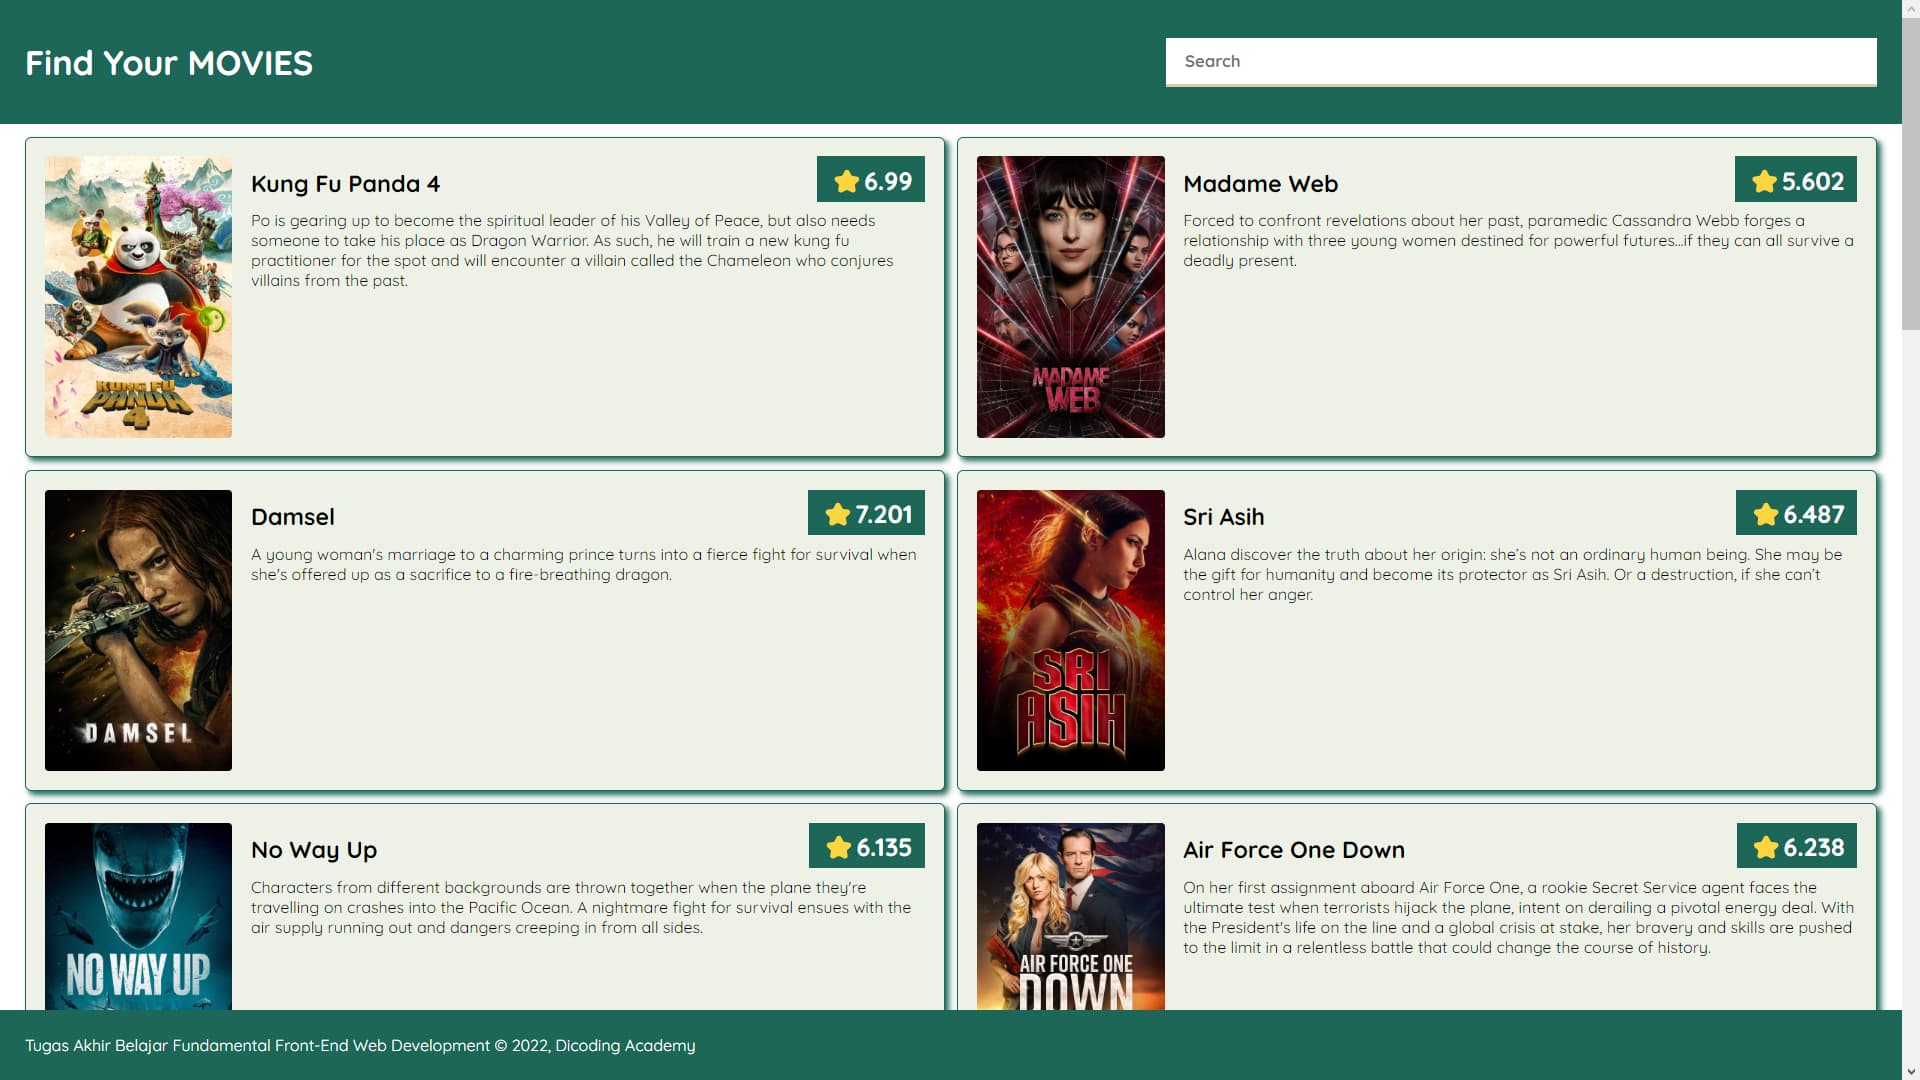 Find Your MOVIES
Search
Kung Fu Panda 4
6.99
Po is gearing up to become the spiritual leader of his Valley of Peace, but also needs
someone to take his place as Dragon Warrior. As such, he will train a new kung fu
practitioner for the spot and will encounter a villain called the Chameleon who conjures
villains from the past.
KUNG FU
PANDA
4
Madame Web
5.602
Forced to confront revelations about her past, paramedic Cassandra Webb forges a
relationship with three young women destined for powerful futures...if they can all survive a
deadly present.
MADAME
WEB
Damsel
7.201
A young woman's marriage to a charming prince turns into a fierce fight for survival when
she's offered up as a sacrifice to a fire-breathing dragon.
DAMSEL
Sri Asih
6.487
Alana discover the truth about her origin: she’s not an ordinary human being. She may be
the gift for humanity and become its protector as Sri Asih. Or a destruction, if she can’t
control her anger.
SRI
ASIH
No Way Up
6.135
Characters from different backgrounds are thrown together when the plane they're
travelling on crashes into the Pacific Ocean. A nightmare fight for survival ensues with the
air supply running out and dangers creeping in from all sides.
NO WAY UP
Air Force One Down
6.238
On her first assignment aboard Air Force One, a rookie Secret Service agent faces the
ultimate test when terrorists hijack the plane, intent on derailing a pivotal energy deal. With
the President's life on the line and a global crisis at stake, her bravery and skills are pushed
to the limit in a relentless battle that could change the course of history.
AIR FORCE ONE
DOWN
Tugas Akhir Belajar Fundamental Front-End Web Development © 2022, Dicoding Academy